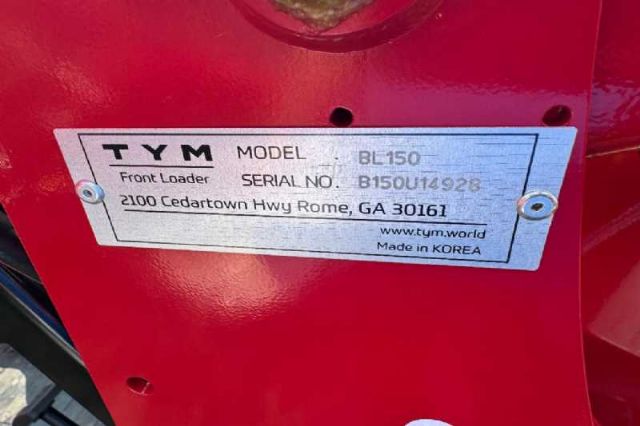 TYM MODEL . BL150
Front Loader SERIAL NO. B150U14928
2100 Cedartown Hwy Rome, GA 30161
www.tym.world
Made in KOREA